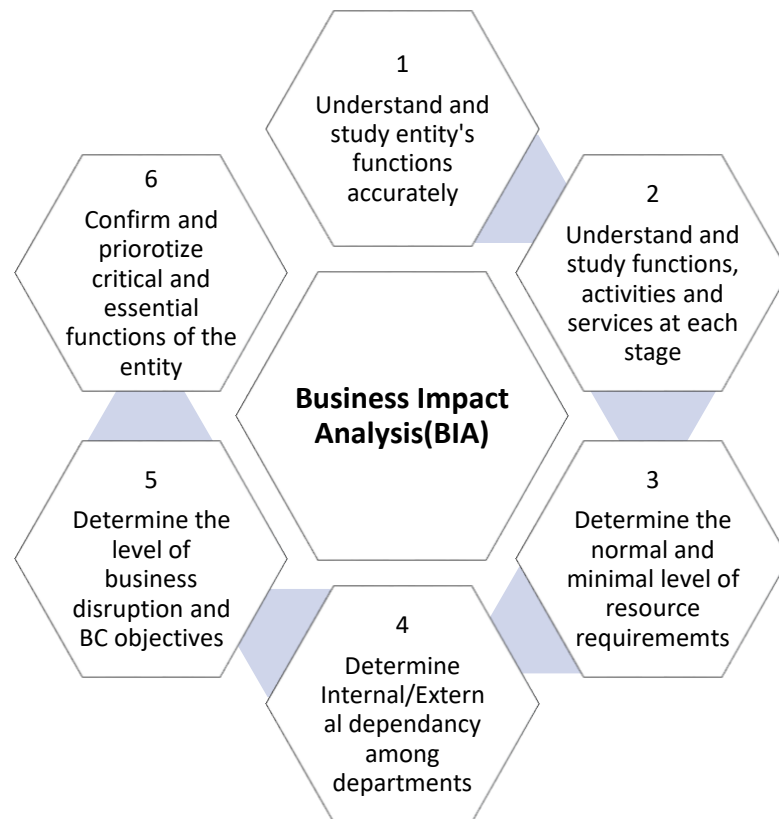 1
Understand and
study entity's
functions
accurately
2
Understand and
study functions,
activities and
services at each
stage
3
Determine the
normal and
minimal level of
resource
requirememts
4
Determine
Internal/Extern
al dependancy
among
departments
5
Determine the
level of
business
disruption and
BC objectives
6
Confirm and
priorotize
critical and
essential
functions of the
entity
Business Impact
Analysis(BIA)